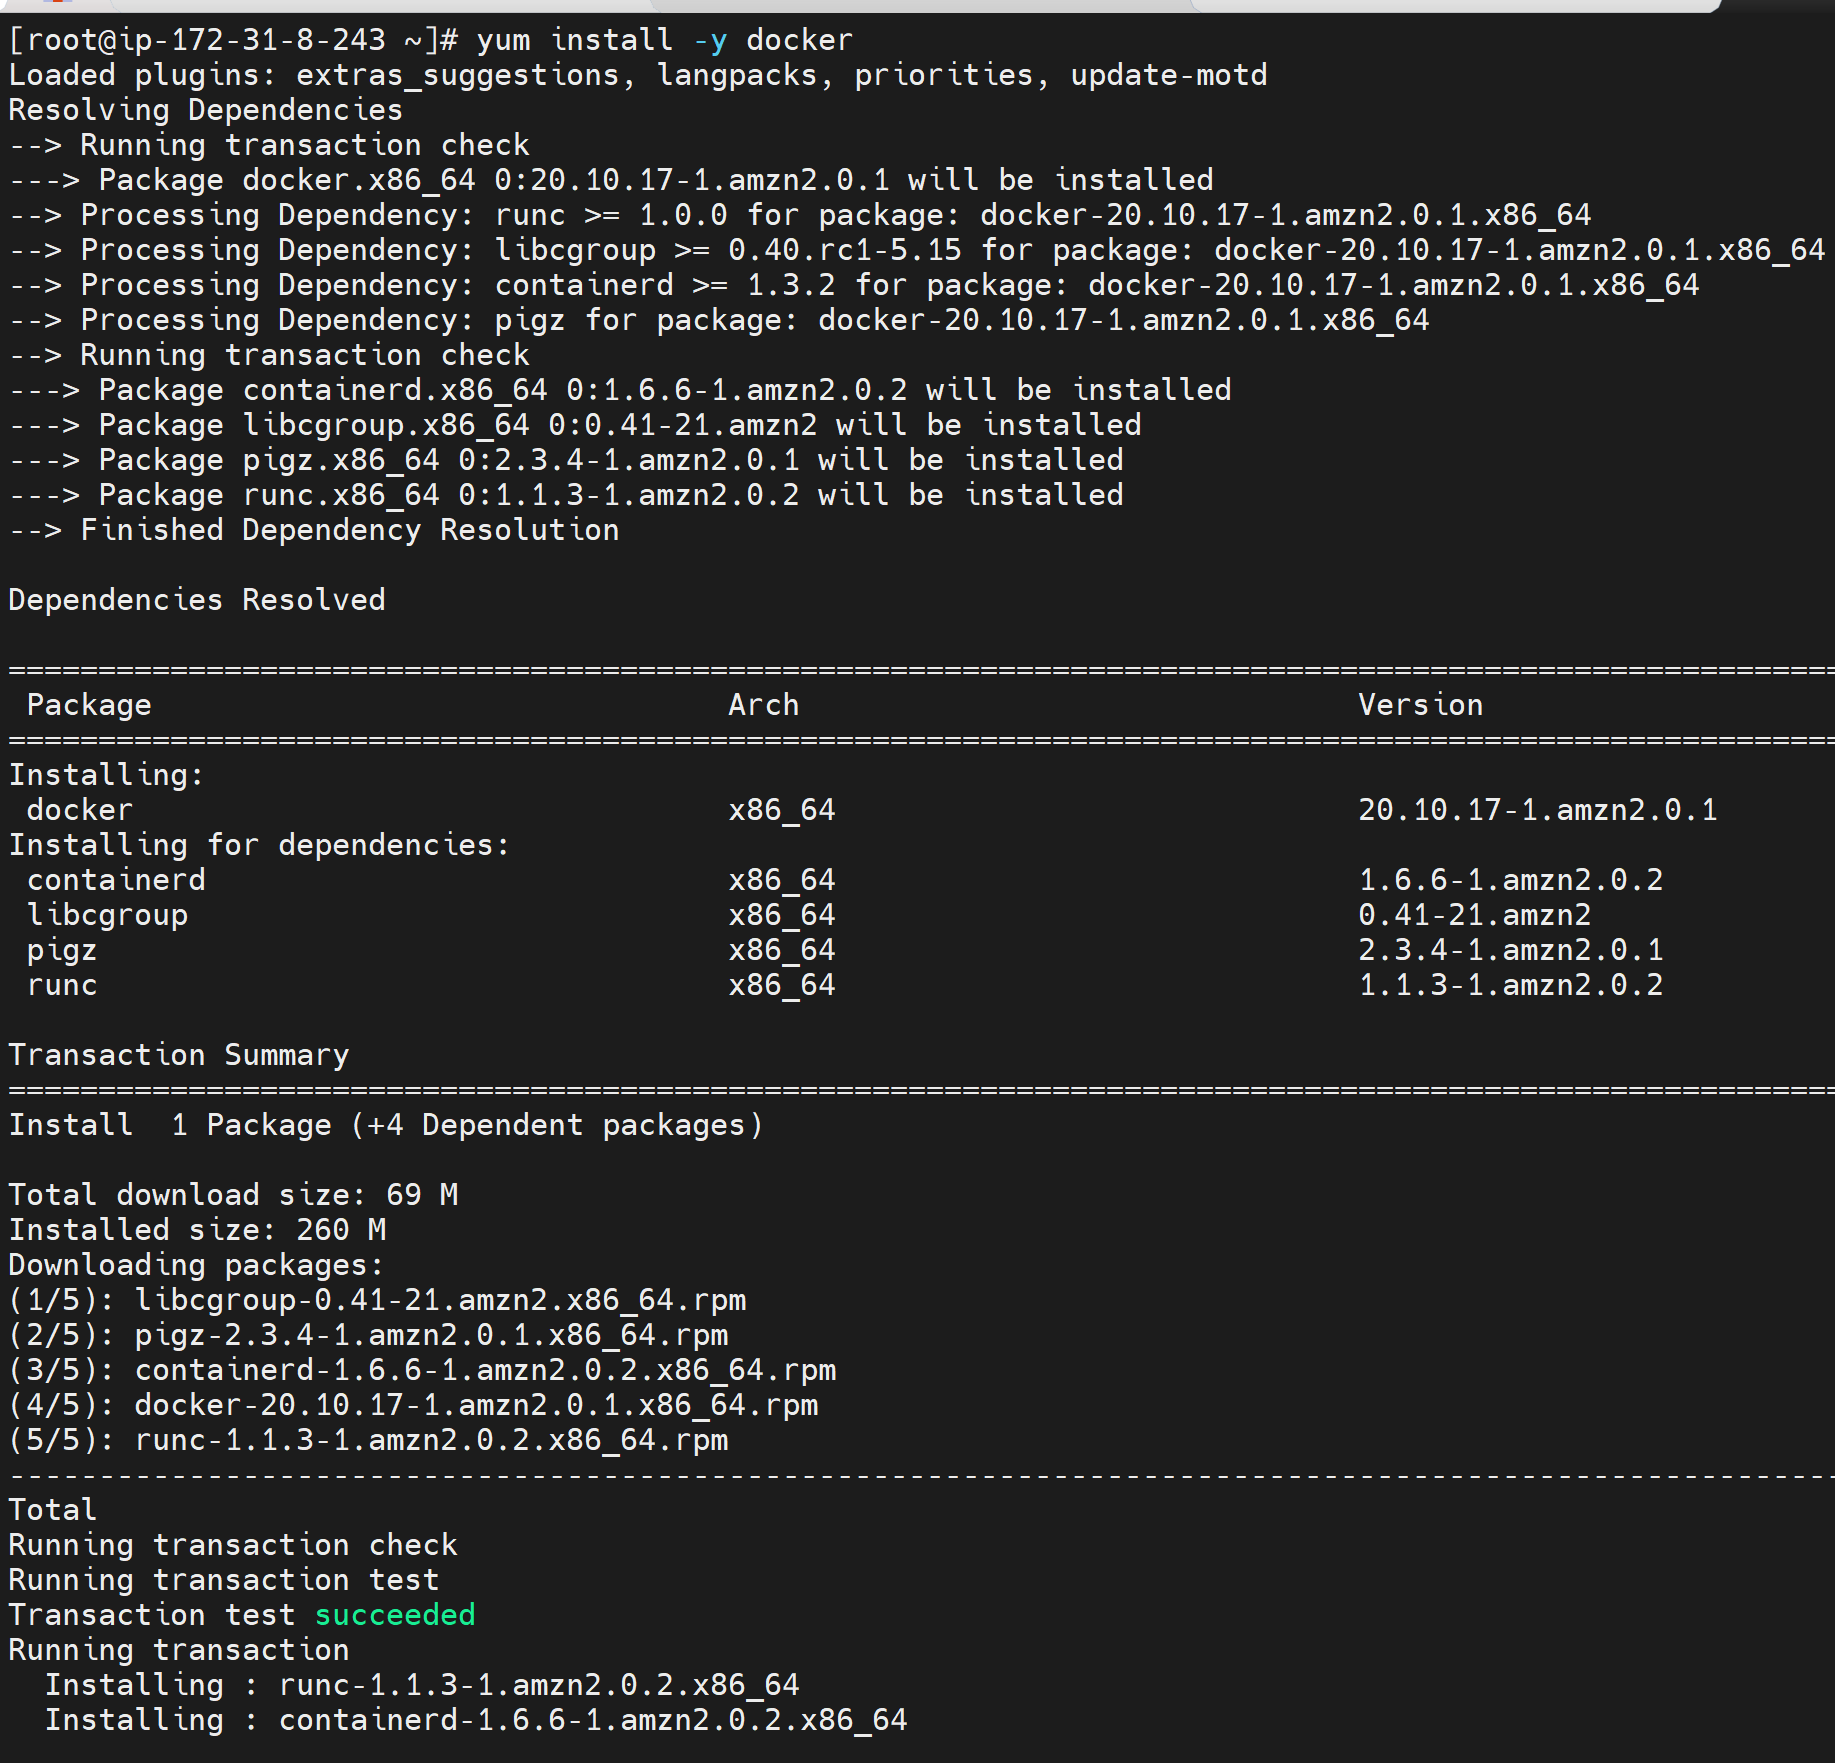 [root@ip-172-31-8-243 ~]# yum install -y docker
Loaded plugins: extras_suggestions, langpacks, priorities, update-motd
Resolving Dependencies
--> Running transaction check
---> Package docker.x86_64 0:20.10.17-1.amzn2.0.1 will be installed
--> Processing Dependency: runc >= 1.0.0 for package: docker-20.10.17-1.amzn2.0.1.x86_64
--> Processing Dependency: libcgroup >= 0.40.rc1-5.15 for package: docker-20.10.17-1.amzn2.0.1.x86_64
--> Processing Dependency: containerd >= 1.3.2 for package: docker-20.10.17-1.amzn2.0.1.x86_64
--> Processing Dependency: pigz for package: docker-20.10.17-1.amzn2.0.1.x86_64
--> Running transaction check
---> Package containerd.x86_64 0:1.6.6-1.amzn2.0.2 will be installed
---> Package libcgroup.x86_64 0:0.41-21.amzn2 will be installed
---> Package pigz.x86_64 0:2.3.4-1.amzn2.0.1 will be installed
---> Package runc.x86_64 0:1.1.3-1.amzn2.0.2 will be installed
--> Finished Dependency Resolution

Dependencies Resolved

======================================================================================================
 Package                                Arch                               Version
======================================================================================================
Installing:
 docker                                 x86_64                             20.10.17-1.amzn2.0.1
Installing for dependencies:
 containerd                             x86_64                             1.6.6-1.amzn2.0.2
 libcgroup                              x86_64                             0.41-21.amzn2
 pigz                                   x86_64                             2.3.4-1.amzn2.0.1
 runc                                   x86_64                             1.1.3-1.amzn2.0.2

Transaction Summary
======================================================================================================
Install  1 Package (+4 Dependent packages)

Total download size: 69 M
Installed size: 260 M
Downloading packages:
(1/5): libcgroup-0.41-21.amzn2.x86_64.rpm
(2/5): pigz-2.3.4-1.amzn2.0.1.x86_64.rpm
(3/5): containerd-1.6.6-1.amzn2.0.2.x86_64.rpm
(4/5): docker-20.10.17-1.amzn2.0.1.x86_64.rpm
(5/5): runc-1.1.3-1.amzn2.0.2.x86_64.rpm
------------------------------------------------------------------------------------------------------
Total
Running transaction check
Running transaction test
Transaction test succeeded
Running transaction
  Installing : runc-1.1.3-1.amzn2.0.2.x86_64
  Installing : containerd-1.6.6-1.amzn2.0.2.x86_64